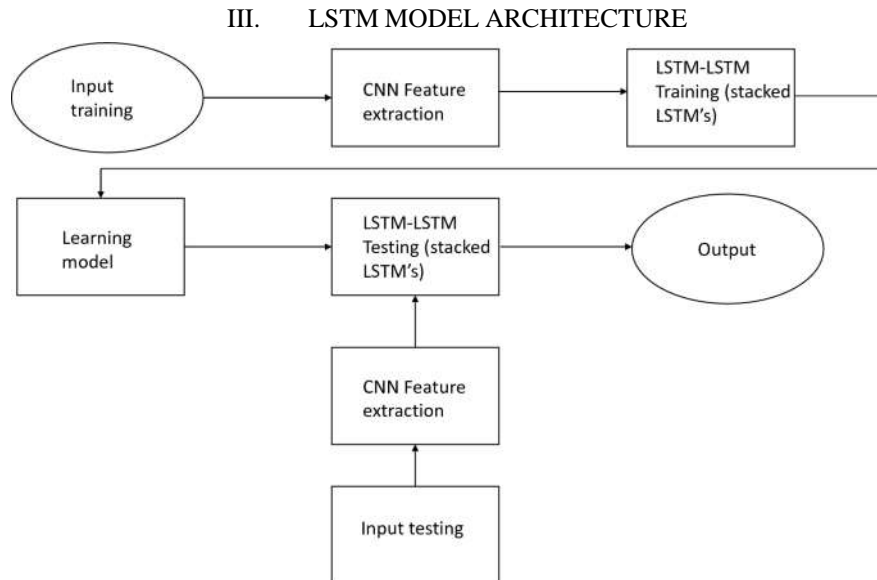 III. LSTM MODEL ARCHITECTURE
Input
training
CNN Feature
extraction
LSTM-LSTM
Training (stacked
LSTM's)
Learning
model
LSTM-LSTM
Testing (stacked
LSTM's)
Output
CNN Feature
extraction
Input testing